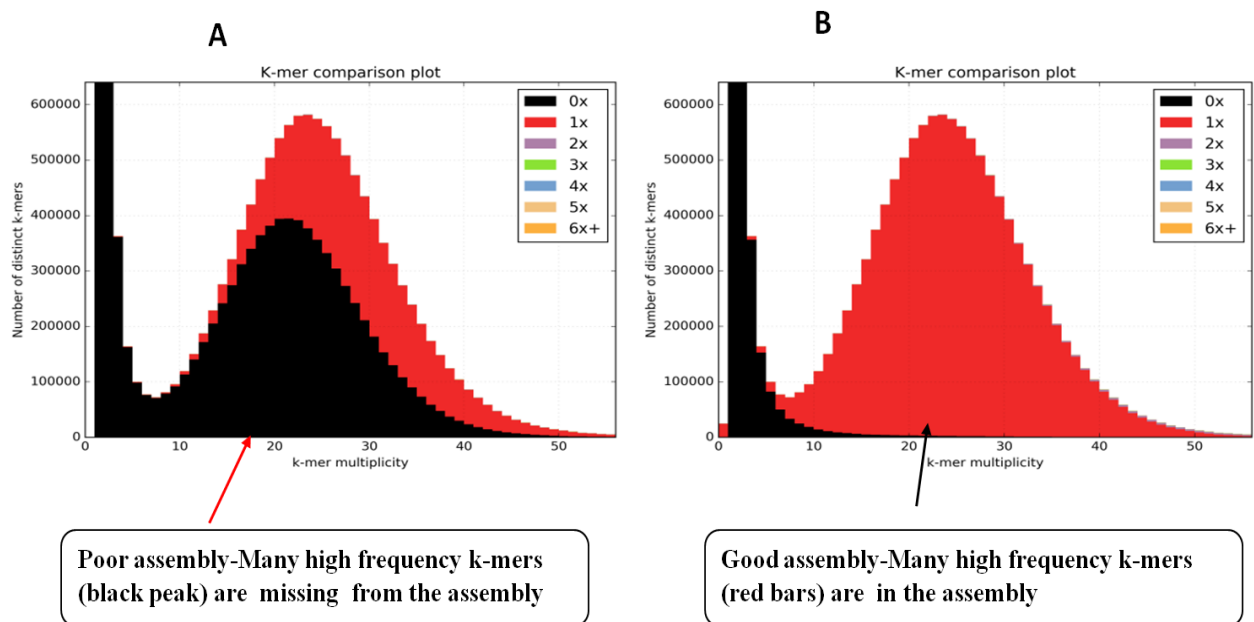 A
B
K-mer comparison plot
K-mer comparison plot
Number of distinct k-mers
600000
500000
400000
300000
200000
100000
0
10
20
30
40
50
k-mer multiplicity
0x
1x
2x
3x
4x
5x
6x+
Number of distinct k-mers
600000
500000
400000
300000
200000
100000
0
0
10
20
30
40
50
k-mer multiplicity
0x
1x
2x
3x
4x
5x
6x+
0
Poor assembly-Many high frequency k-mers
(black peak) are missing from the assembly
Good assembly-Many high frequency k-mers
(red bars) are in the assembly